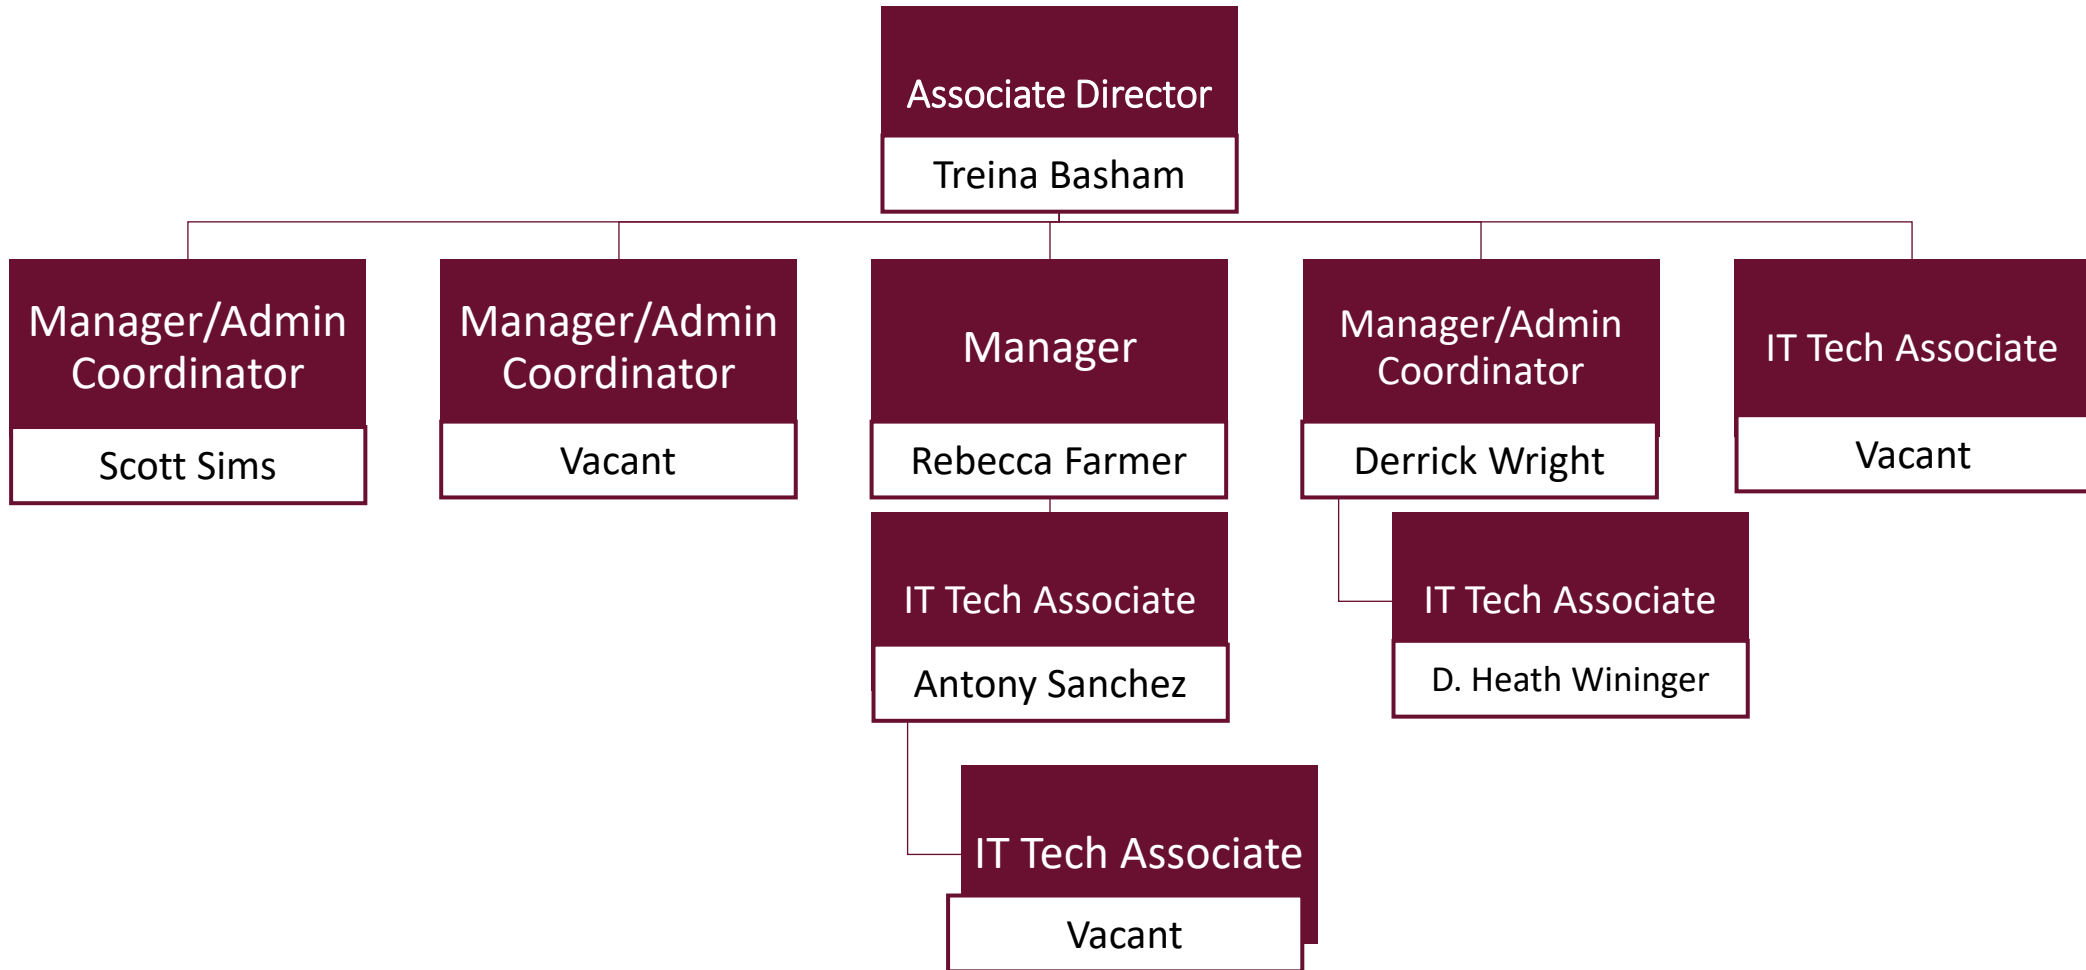 Associate Director
Treina Basham
Manager/Admin
Coordinator
Scott Sims
Manager/Admin
Coordinator
Vacant
Manager
Rebecca Farmer
Manager/Admin
Coordinator
Derrick Wright
IT Tech Associate
Vacant
IT Tech Associate
Antony Sanchez
IT Tech Associate
D. Heath Wininger
IT Tech Associate
Vacant